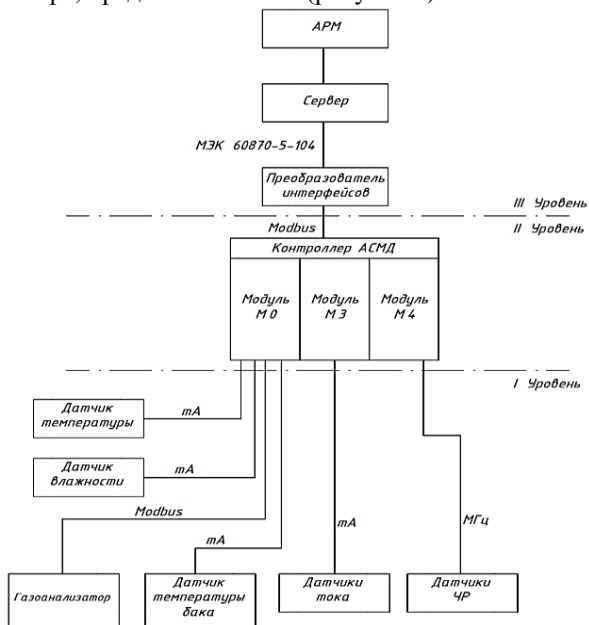 АРМ
Сервер
МЭК 60870-5-104
Преобразователь
интерфейсов
III Уровень
Modbus
II Уровень
Контроллер АСМД
Модуль
М 0
Модуль
М 3
Модуль
М 4
I Уровень
Датчик
температуры
mA
Датчик
влажности
mA
Modbus
mA
mA
МГц
Газоанализатор
Датчик
температуры
бака
Датчики
тока
Датчики
ЧР